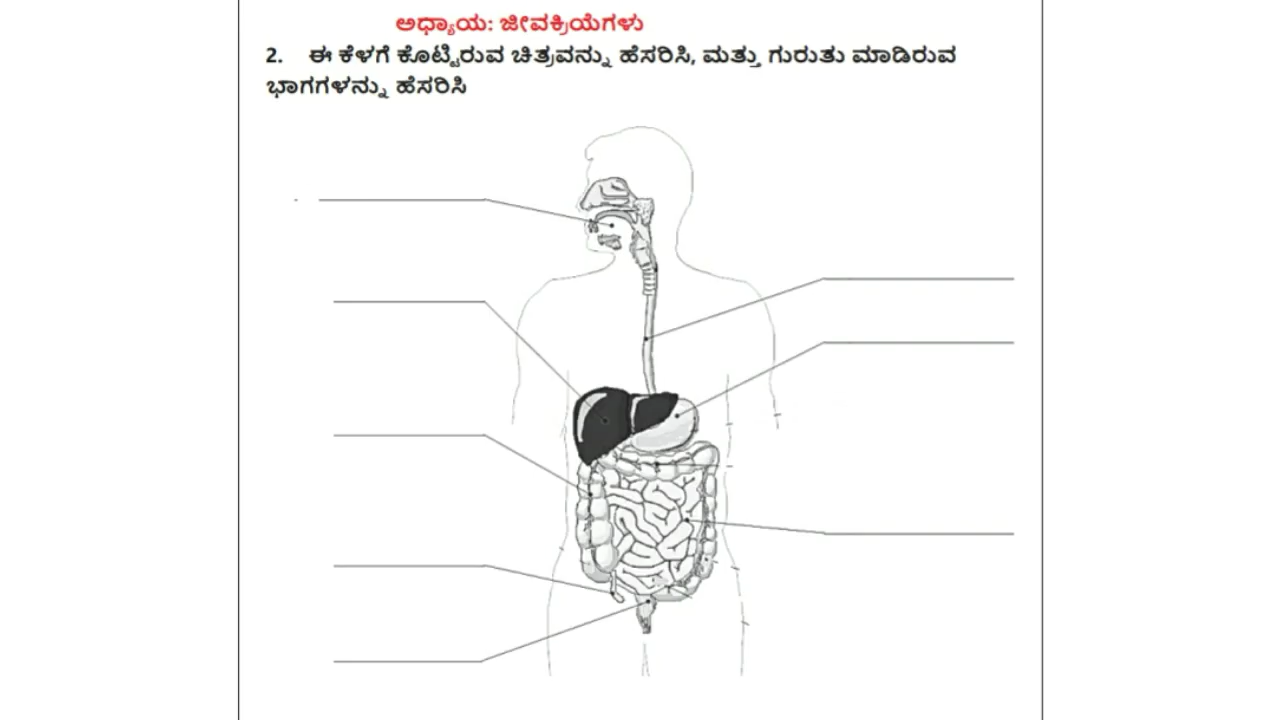 ಅಧ್ಯಾಯ: ಜೀವಕ್ರಿಯೆಗಳು
2. ಈ ಕೆಳಗೆ ಕೊಟ್ಟಿರುವ ಚಿತ್ರವನ್ನು ಹೆಸರಿಸಿ, ಮತ್ತು ಗುರುತು ಮಾಡಿರುವ
ಭಾಗಗಳನ್ನು ಹೆಸರಿಸಿ